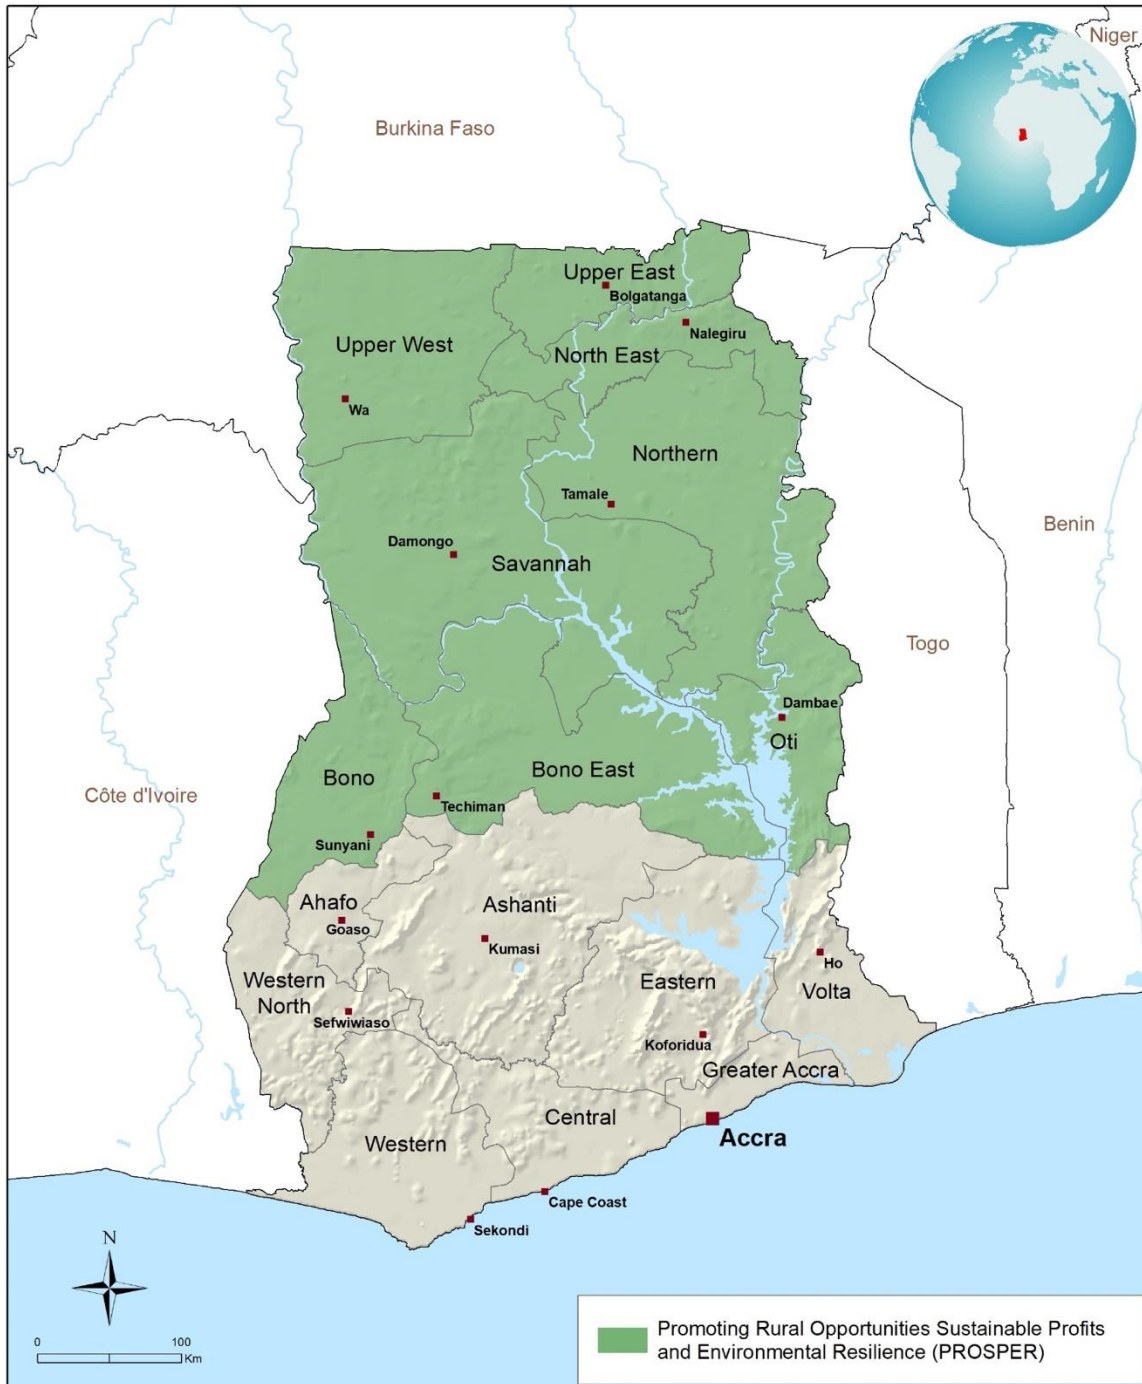 Niger
Burkina Faso
Upper East
Bolgatanga
Nalegiru
Upper West
North East
Wa
Northern
Tamale
Benin
Damongo
Savannah
Togo
Dambae
Oti
Bono
Bono East
Côte d'Ivoire
Techiman
Sunyani
Ahafo
Goaso
Ashanti
Kumasi
Ho
Western
North
Eastern
Volta
Sefwiwiaso
Koforidua
Greater Accra
Central
Western
Accra
Cape Coast
Sekondi
N
0 100
Km
Promoting Rural Opportunities Sustainable Profits
and Environmental Resilience (PROSPER)